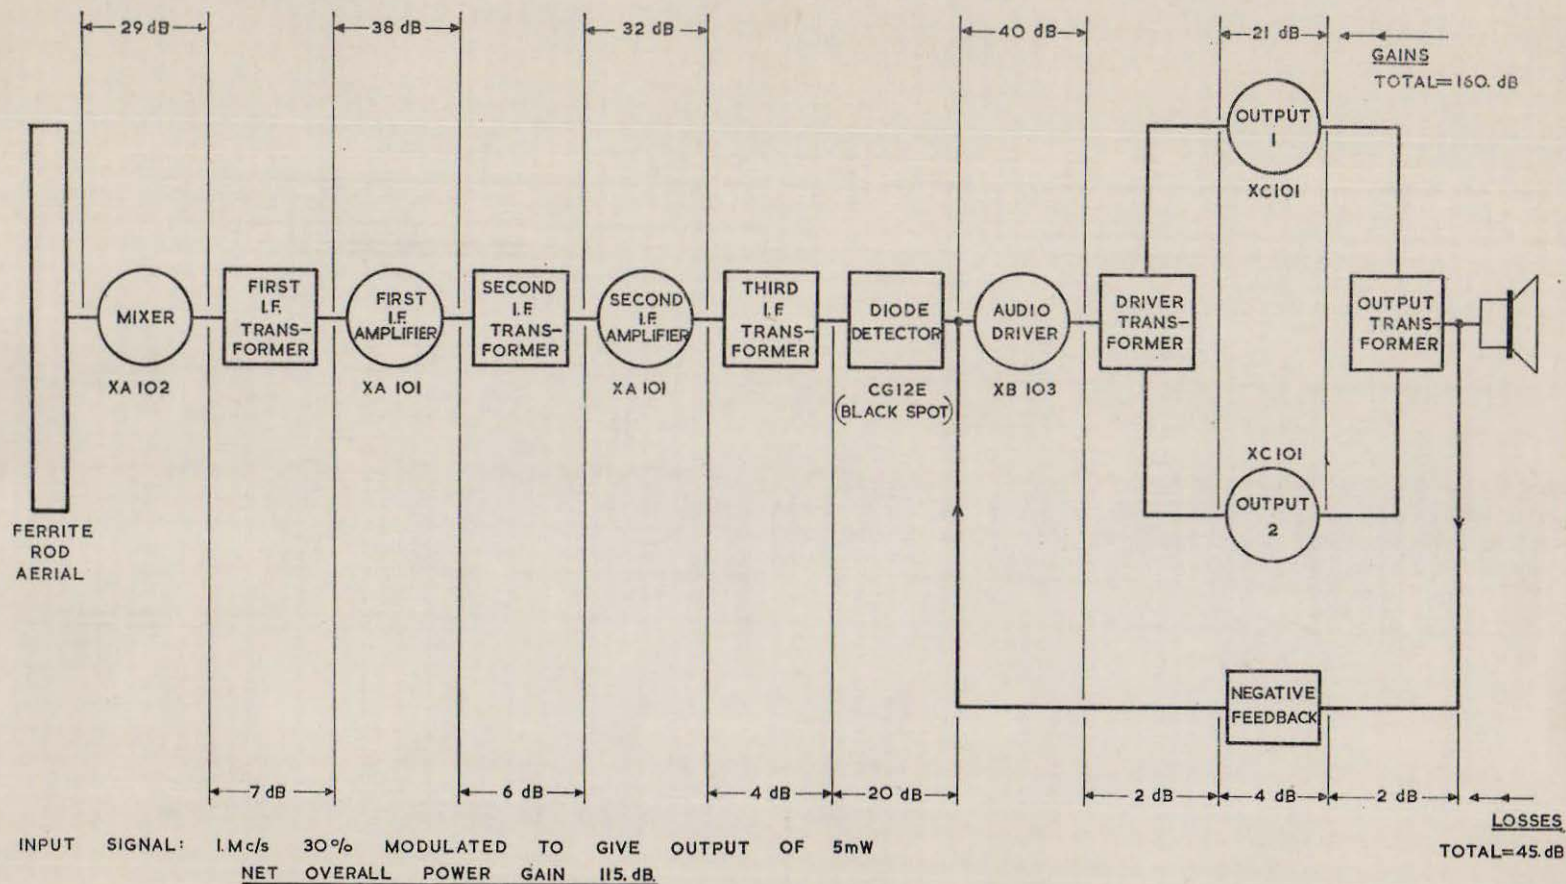 29 dB
38 dB
32 dB
40 dB
21 dB
GAINS
TOTAL=160. dB
OUTPUT
1
XC101
MIXER
XA 102
FIRST
I.F.
TRANS-
FORMER
FIRST
I.F.
AMPLIFIER
XA 101
SECOND
I.F.
TRANS-
FORMER
SECOND
I.F.
AMPLIFIER
XA 101
THIRD
I.F.
TRANS-
FORMER
DIODE
DETECTOR
CG12E
(BLACK SPOT)
AUDIO
DRIVER
XB 103
DRIVER
TRANS-
FORMER
OUTPUT
TRANS-
FORMER
XC101
OUTPUT
2
FERRITE
ROD
AERIAL
NEGATIVE
FEEDBACK
7 dB
6 dB
4 dB
20 dB
2 dB
4 dB
2 dB
LOSSES
TOTAL=45.dB
INPUT SIGNAL: 1.Mc/s 30% MODULATED TO GIVE OUTPUT OF 5mW
NET OVERALL POWER GAIN 115.dB.